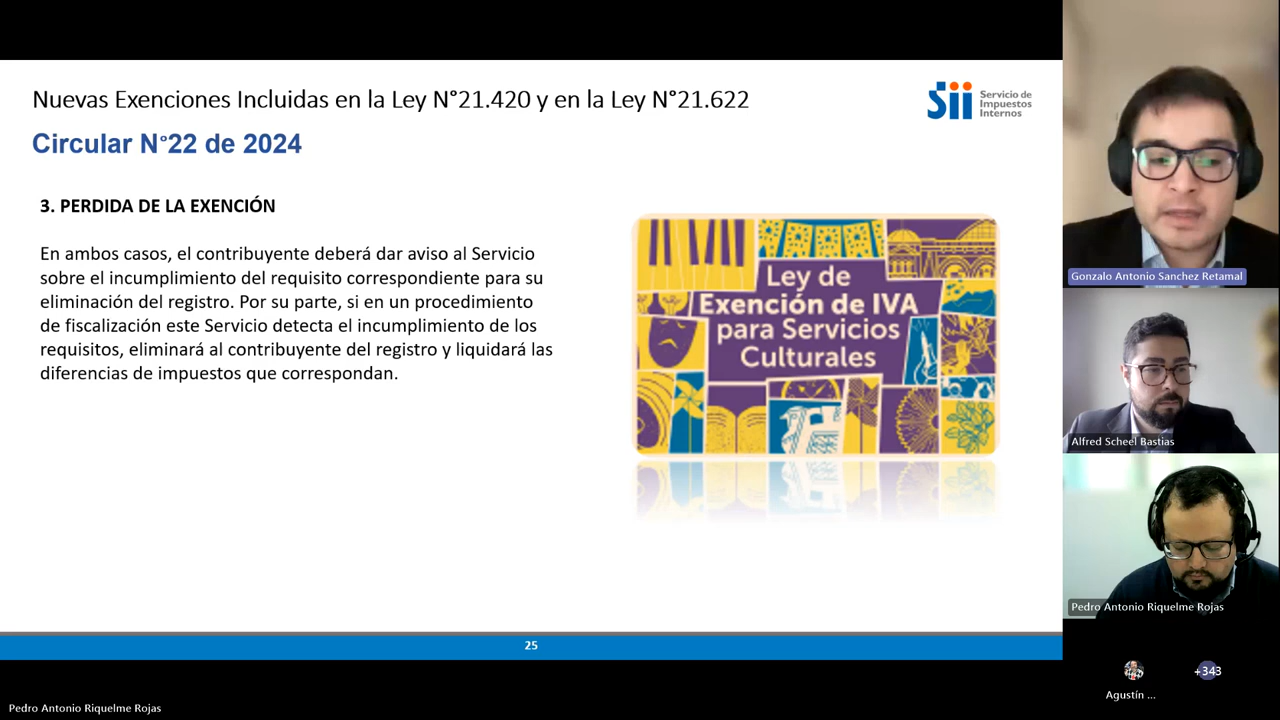 Nuevas Exenciones Incluidas en la Ley N°21.420 y en la Ley N°21.622
Sii Servicio de
Impuestos
Internos
Circular N°22 de 2024
3. PERDIDA DE LA EXENCIÓN
En ambos casos, el contribuyente deberá dar aviso al Servicio
sobre el incumplimiento del requisito correspondiente para su
eliminación del registro. Por su parte, si en un procedimiento
de fiscalización este Servicio detecta el incumplimiento de los
requisitos, eliminará al contribuyente del registro y liquidará las
diferencias de impuestos que correspondan.
Ley de
Exención de IVA
para Servicios
Culturales
25
Pedro Antonio Riquelme Rojas
Gonzalo Antonio Sanchez Retamal
Alfred Scheel Bastias
Pedro Antonio Riquelme Rojas
Agustín ...
+343